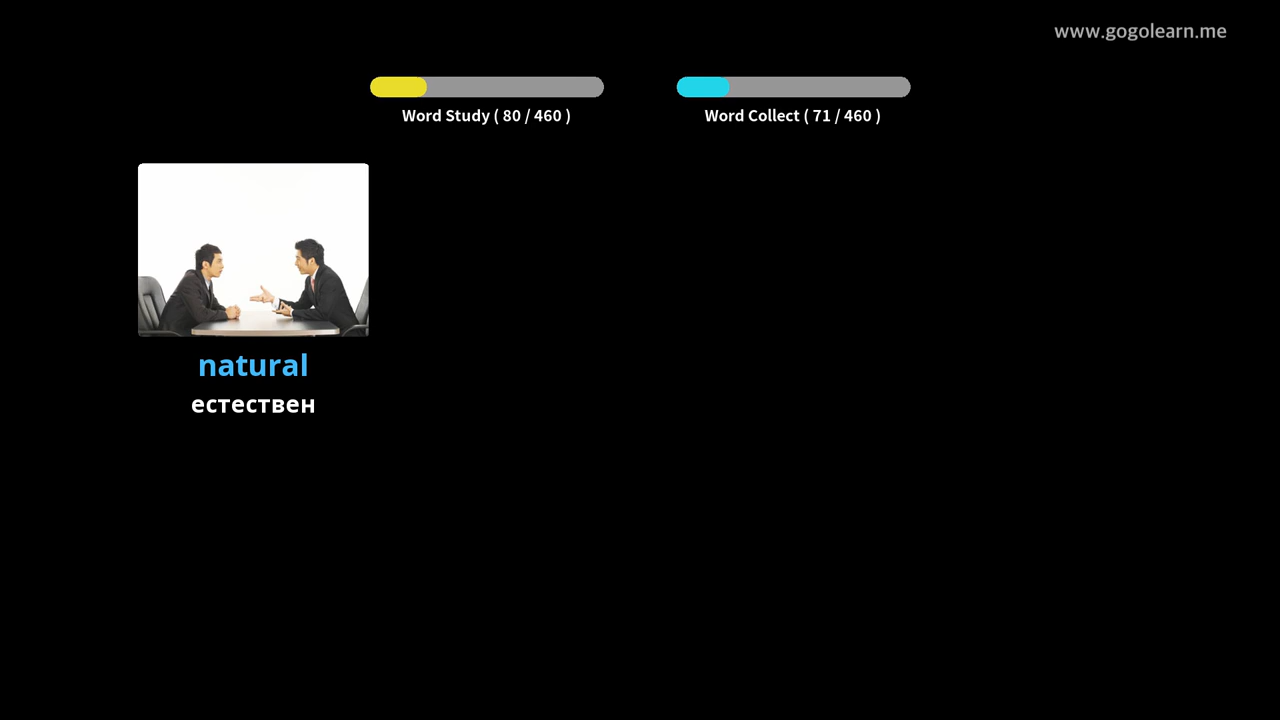 www.gogolearn.me
Word Study ( 80 / 460 )
Word Collect ( 71 / 460 )
natural
естествен